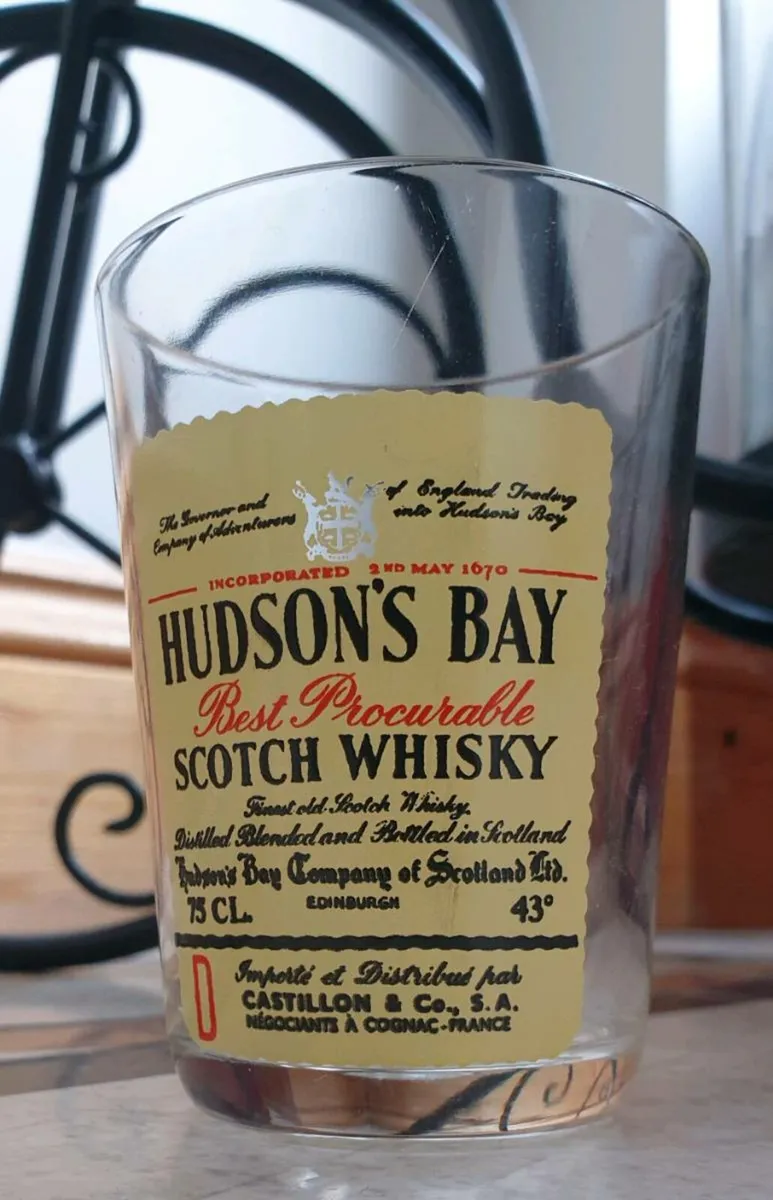 The Governor and of England Trading
Company of Adventurers into Hudson's Bay
INCORPORATED 2ND MAY 1670
HUDSON'S BAY
Best Procurable
SCOTCH WHISKY
Finest old Scotch Whisky.
Distilled Blended and Bottled in Scotland
Hudson's Bay Company of Scotland Ltd.
75 CL. EDINBURGH 43°
D Importé et Distribué par
CASTILLON & Co., S.A.
NÉGOCIANTS À COGNAC-FRANCE